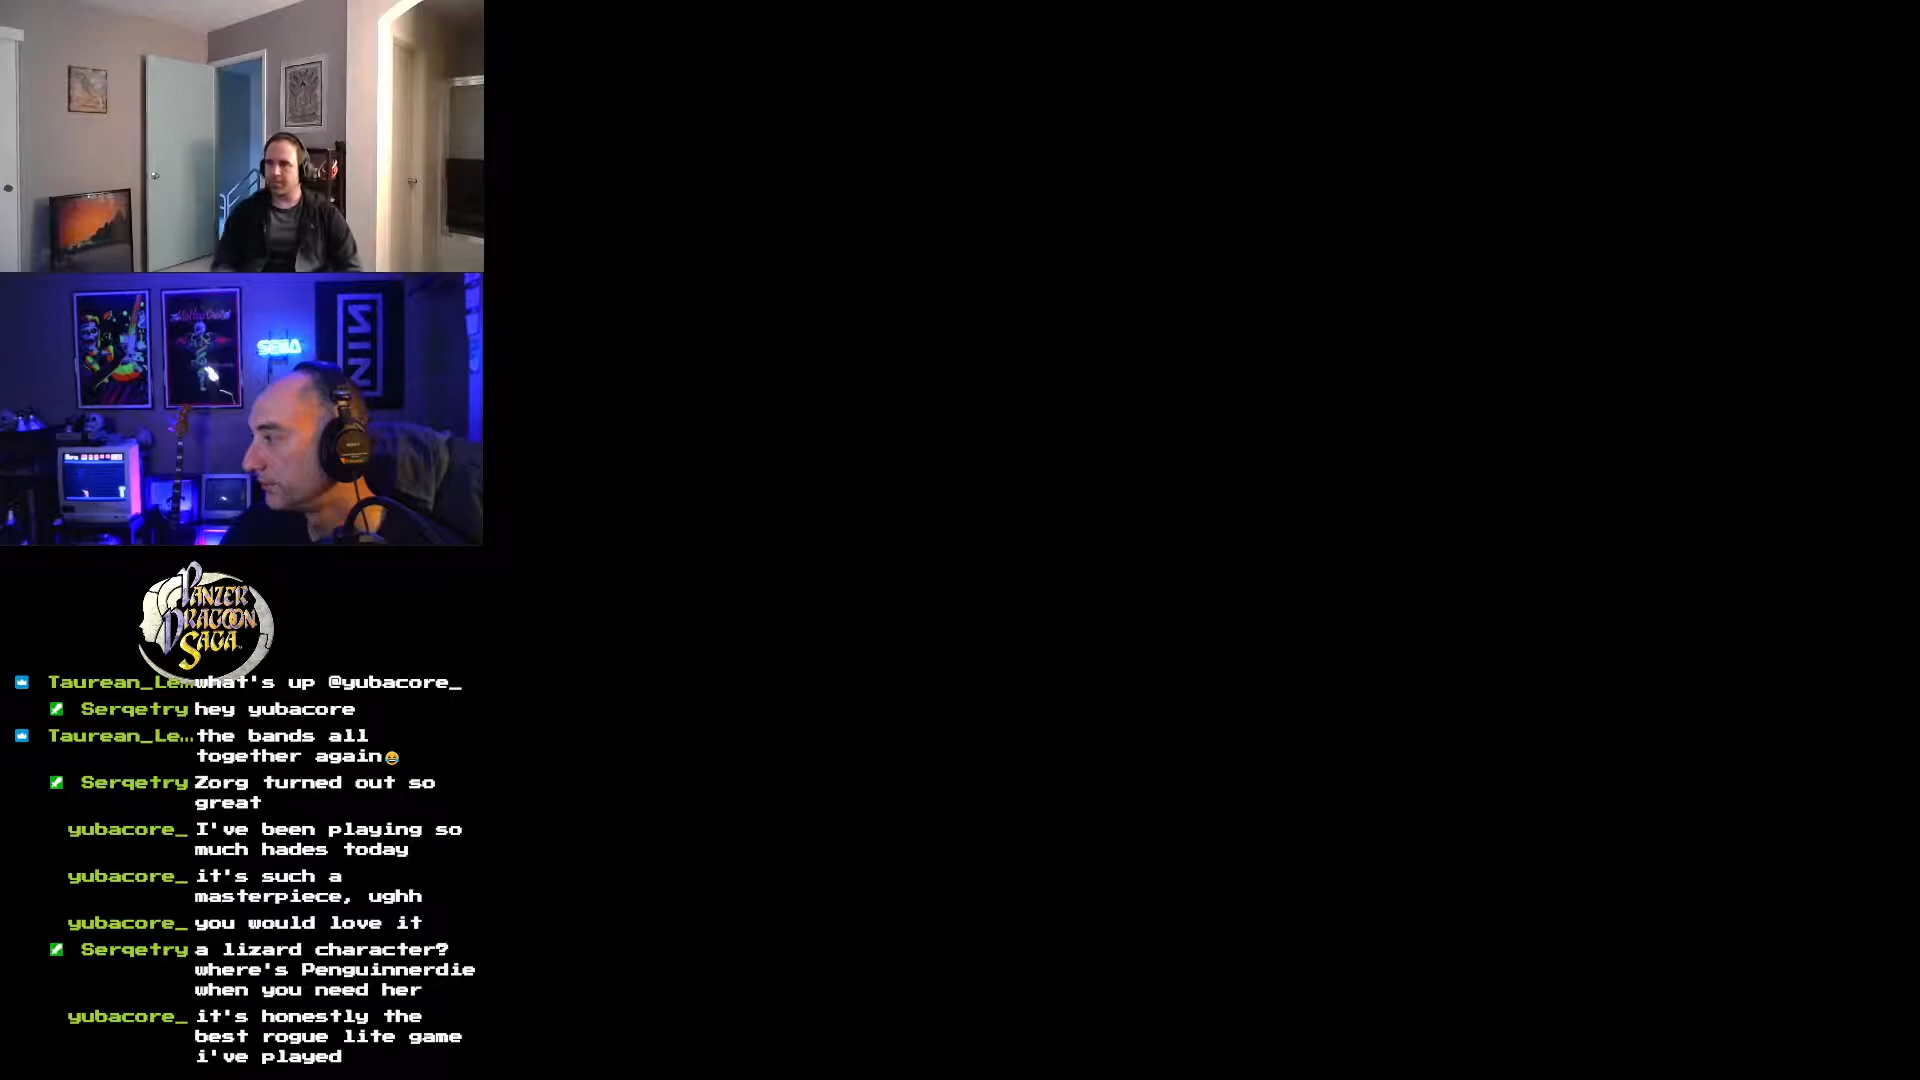 SEGA
NIN
PANZER
DRAGOON
SAGA
Taurean_Le… what's up @yubacore_
Serqetry hey yubacore
Taurean_Le… the bands all
together again
Serqetry Zorg turned out so
great
yubacore_ I've been playing so
much hades today
yubacore_ it's such a
masterpiece, ughh
yubacore_ you would love it
Serqetry a lizard character?
where's Penguinnerdie
when you need her
yubacore_ it's honestly the
best rogue lite game
i've played